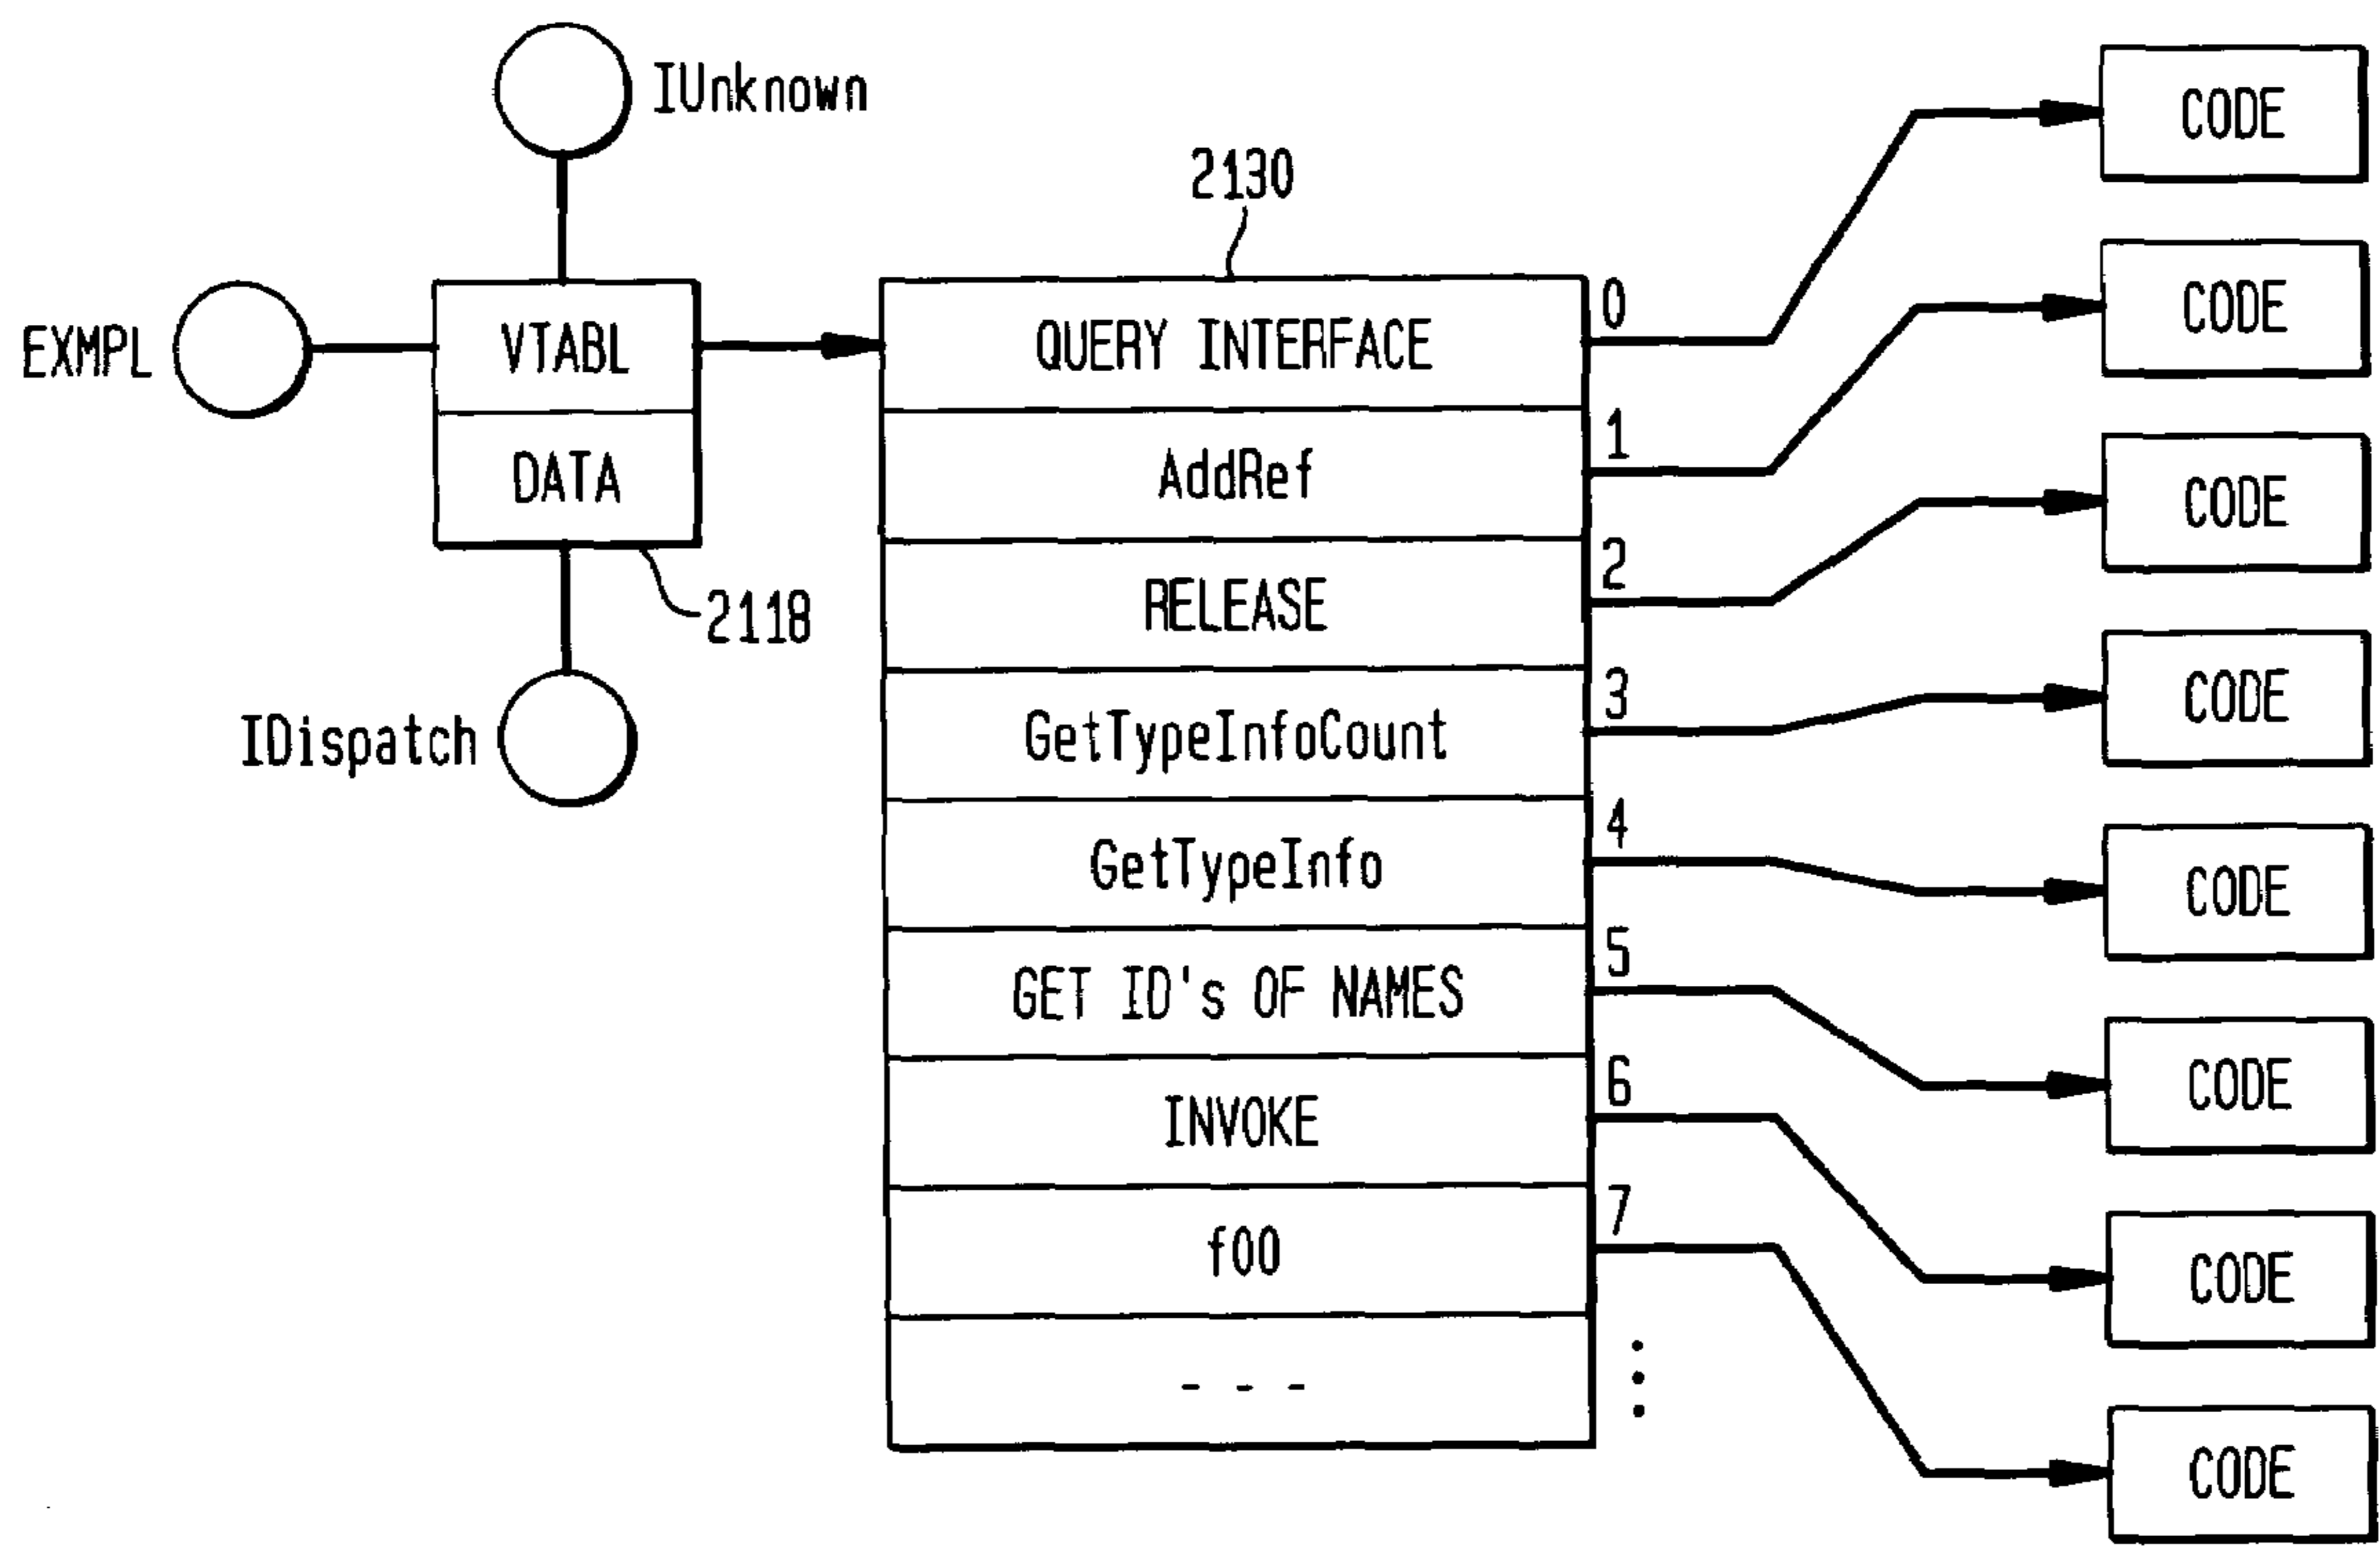 IUnknown
EXMPL
VTABL
DATA
2118
IDispatch
2130
QUERY INTERFACE
0
AddRef
1
RELEASE
2
GetTypeInfoCount
3
GetTypeInfo
4
GET ID's OF NAMES
5
INVOKE
6
f00
7
- - -
CODE
CODE
CODE
CODE
CODE
CODE
CODE
CODE